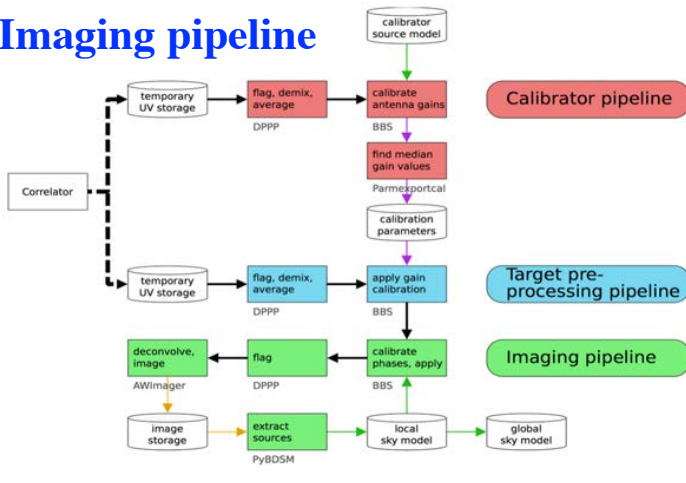 Imaging pipeline
calibrator
source model
temporary
UV storage
flag, demix,
average
DPPP
calibrate
antenna gains
BBS
Calibrator pipeline
find median
gain values
Parmexportcal
Correlator
calibration
parameters
temporary
UV storage
flag, demix,
average
DPPP
apply gain
calibration
BBS
Target pre-
processing pipeline
deconvolve,
image
AWImager
flag
DPPP
calibrate
phases, apply
BBS
Imaging pipeline
image
storage
extract
sources
PyBDSM
local
sky model
global
sky model